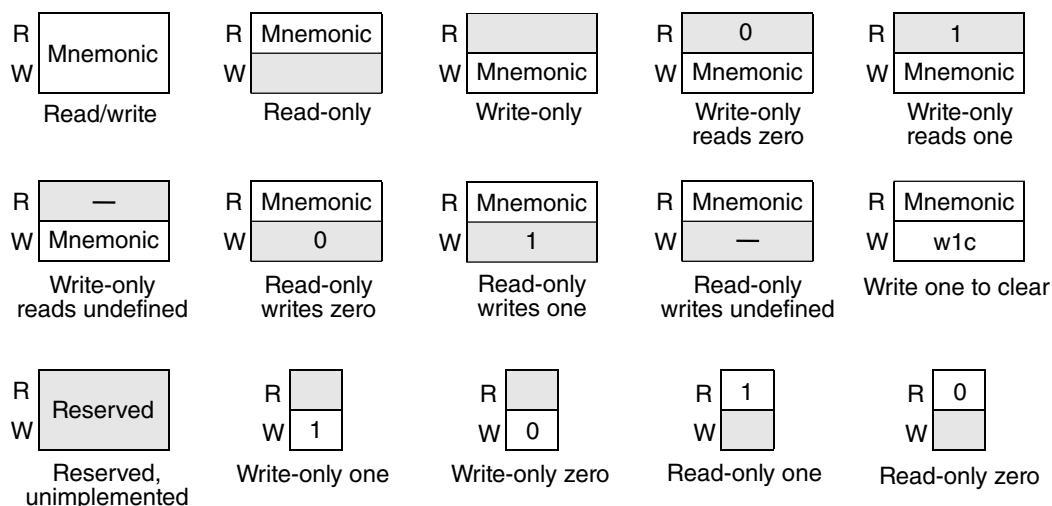 R Mnemonic R Mnemonic R R 0 R 1
W W W Mnemonic W Mnemonic W Mnemonic
Read/write Read-only Write-only Write-only Write-only
reads zero reads one
R — R Mnemonic R Mnemonic R Mnemonic R Mnemonic
W Mnemonic W 0 W 1 W — W w1c
Write-only Read-only Read-only Read-only Write one to clear
reads undefined writes zero writes one writes undefined
R Reserved R R R 1 R 0
W W 1 W 0 W W
Reserved, Write-only one Write-only zero Read-only one Read-only zero
unimplemented